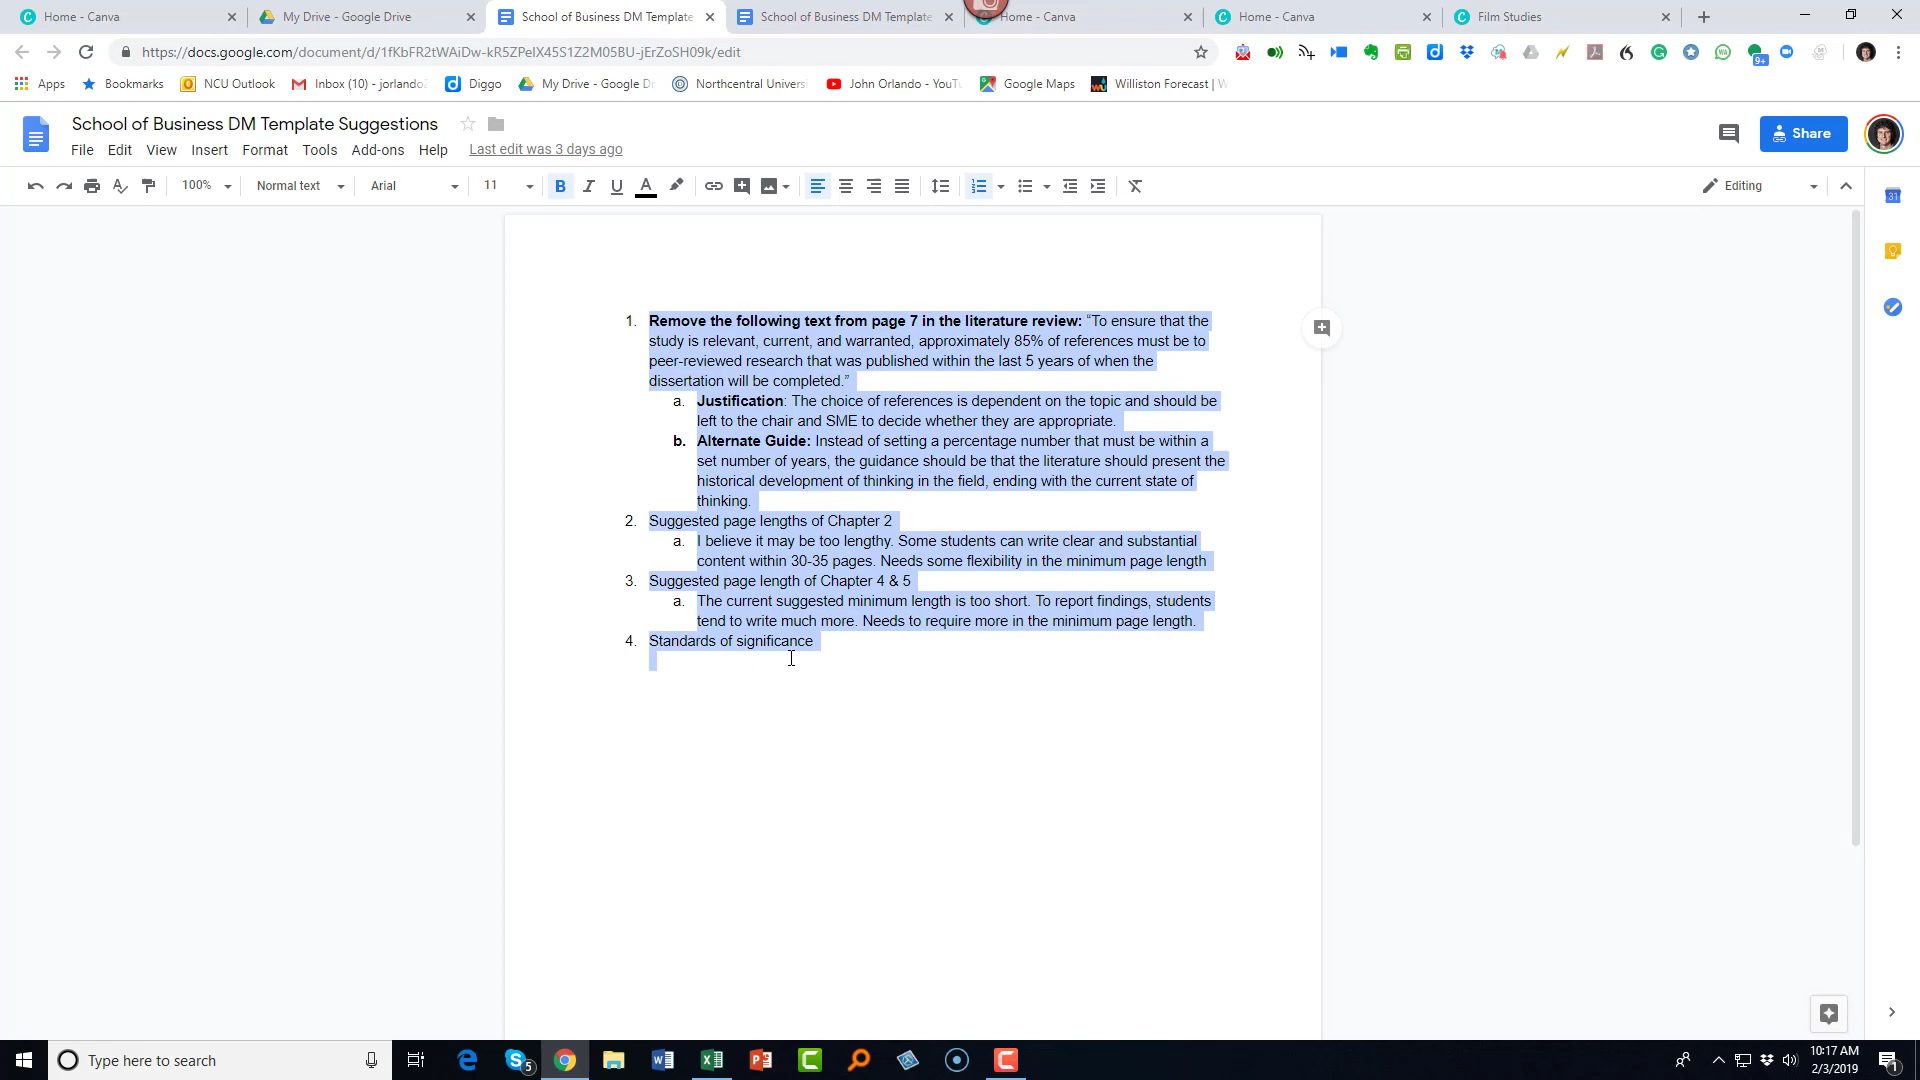 Home - Canva
My Drive - Google Drive
School of Business DM Template
School of Business DM Template
Home - Canva
Home - Canva
Film Studies
https://docs.google.com/document/d/1fKbFR2tWAiDw-kR5ZPeIX45S1Z2M05BU-jErZoSH09k/edit
9+
Apps
Bookmarks
NCU Outlook
Inbox (10) - jorlando
Diggo
My Drive - Google Dr
Northcentral Univers
John Orlando - YouT
Google Maps
Williston Forecast | W
School of Business DM Template Suggestions
Share
File Edit View Insert Format Tools Add-ons Help Last edit was 3 days ago
100% Normal text Arial 11 B I U A Editing
31
1. Remove the following text from page 7 in the literature review: “To ensure that the
study is relevant, current, and warranted, approximately 85% of references must be to
peer-reviewed research that was published within the last 5 years of when the
dissertation will be completed.”
a. Justification: The choice of references is dependent on the topic and should be
left to the chair and SME to decide whether they are appropriate.
b. Alternate Guide: Instead of setting a percentage number that must be within a
set number of years, the guidance should be that the literature should present the
historical development of thinking in the field, ending with the current state of
thinking.
2. Suggested page lengths of Chapter 2
a. I believe it may be too lengthy. Some students can write clear and substantial
content within 30-35 pages. Needs some flexibility in the minimum page length
3. Suggested page length of Chapter 4 & 5
a. The current suggested minimum length is too short. To report findings, students
tend to write much more. Needs to require more in the minimum page length.
4. Standards of significance
Type here to search
5
10:17 AM
2/3/2019
1